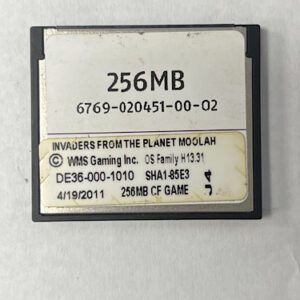 256MB
6769-020451-00-02
INVADERS FROM THE PLANET MOOLAH
© WMS Gaming Inc. OS Family H13.31
DE36-000-1010 SHA1-85E3
4/19/2011 256MB CF GAME J4